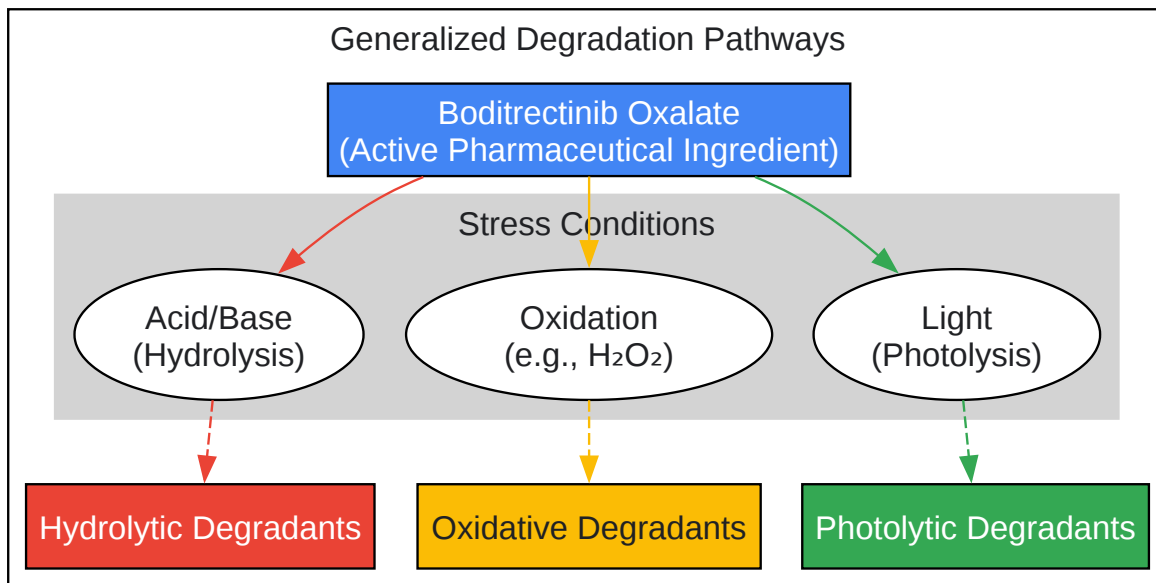 Generalized Degradation Pathways
Boditrectinib Oxalate
(Active Pharmaceutical Ingredient)
Stress Conditions
Acid/Base
(Hydrolysis)
Oxidation
(e.g., H₂O₂)
Light
(Photolysis)
Hydrolytic Degradants
Oxidative Degradants
Photolytic Degradants